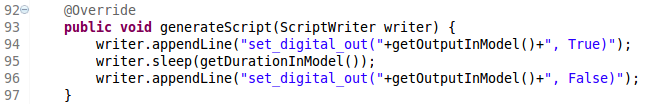 92 @Override
93 public void generateScript(ScriptWriter writer) {
94 writer.appendLine("set_digital_out("+getOutputInModel()+", True)");
95 writer.sleep(getDurationInModel());
96 writer.appendLine("set_digital_out("+getOutputInModel()+", False)");
97 }